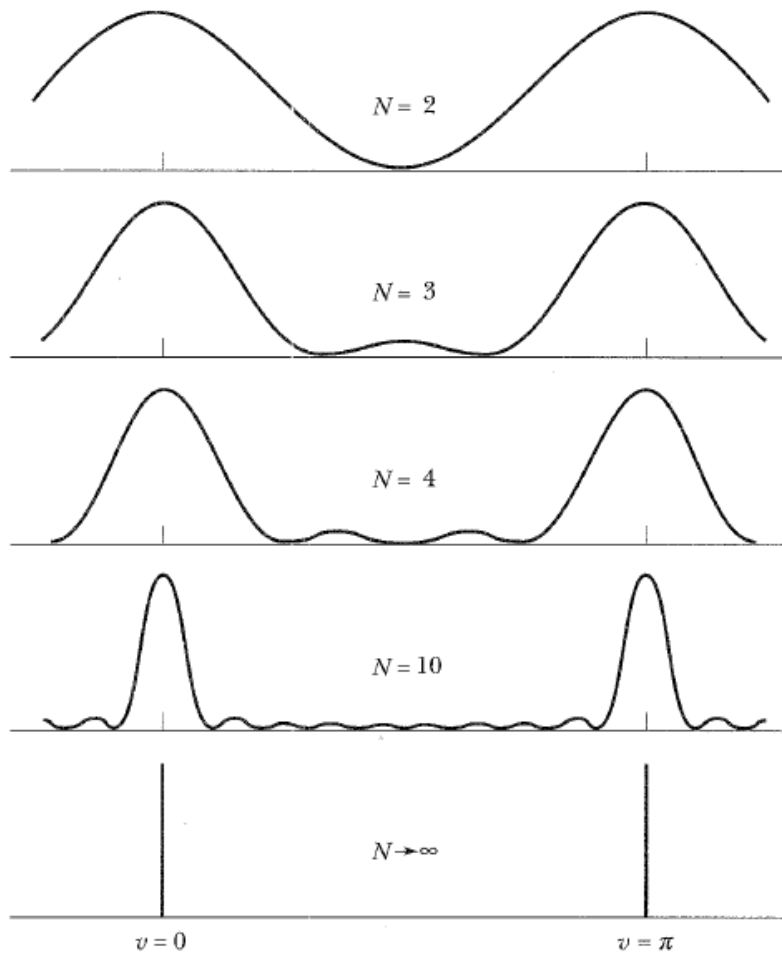 N = 2
N = 3
N = 4
N = 10
N→∞
v = 0 v = π